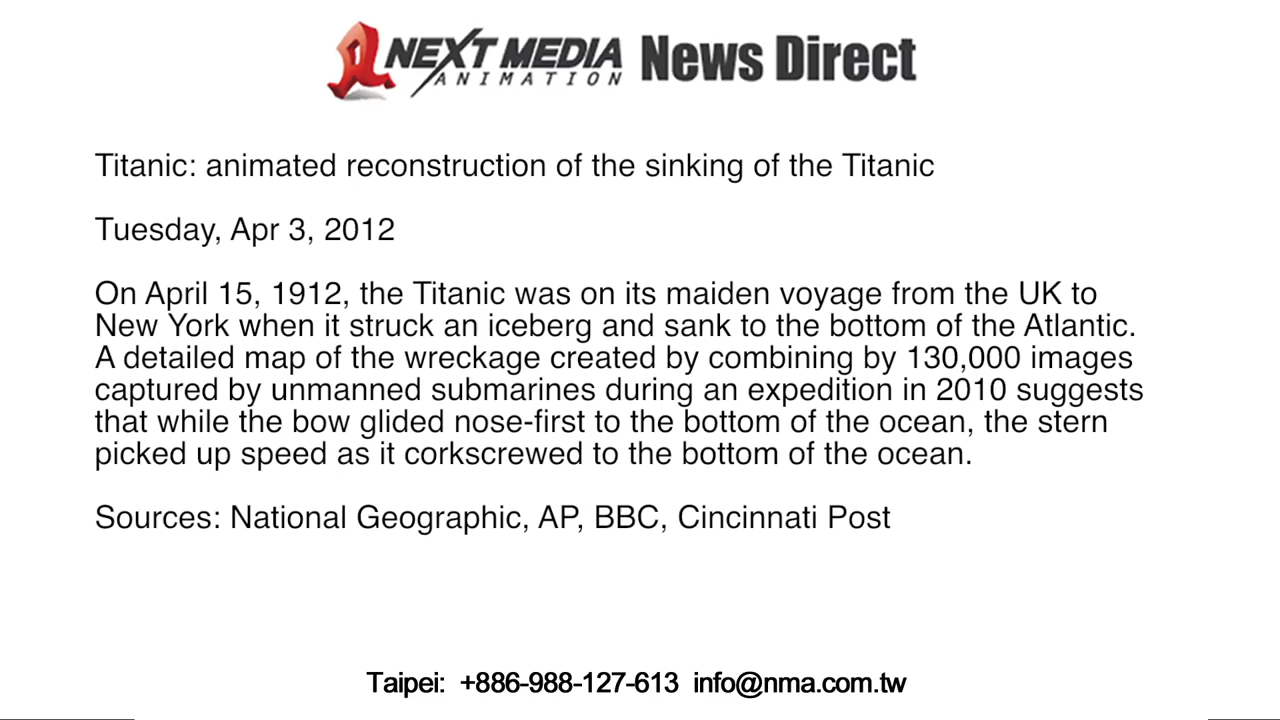 NEXT MEDIA ANIMATION News Direct
Titanic: animated reconstruction of the sinking of the Titanic
Tuesday, Apr 3, 2012
On April 15, 1912, the Titanic was on its maiden voyage from the UK to
New York when it struck an iceberg and sank to the bottom of the Atlantic.
A detailed map of the wreckage created by combining by 130,000 images
captured by unmanned submarines during an expedition in 2010 suggests
that while the bow glided nose-first to the bottom of the ocean, the stern
picked up speed as it corkscrewed to the bottom of the ocean.
Sources: National Geographic, AP, BBC, Cincinnati Post
Taipei: +886-988-127-613 info@nma.com.tw